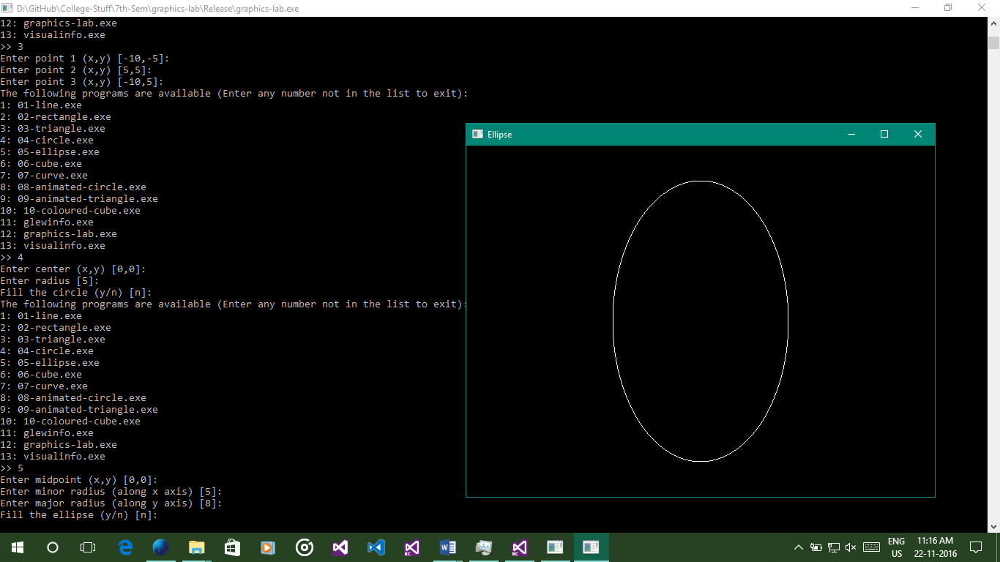 D:\GitHub\College-Stuff\7th-Sem\graphics-lab\Release\graphics-lab.exe
12: graphics-lab.exe
13: visualinfo.exe
>> 3
Enter point 1 (x,y) [-10,-5]:
Enter point 2 (x,y) [5,5]:
Enter point 3 (x,y) [-10,5]:
The following programs are available (Enter any number not in the list to exit):
1: 01-line.exe
2: 02-rectangle.exe
3: 03-triangle.exe
4: 04-circle.exe
5: 05-ellipse.exe
6: 06-cube.exe
7: 07-curve.exe
8: 08-animated-circle.exe
9: 09-animated-triangle.exe
10: 10-coloured-cube.exe
11: glewinfo.exe
12: graphics-lab.exe
13: visualinfo.exe
>> 4
Enter center (x,y) [0,0]:
Enter radius [5]:
Fill the circle (y/n) [n]:
The following programs are available (Enter any number not in the list to exit):
1: 01-line.exe
2: 02-rectangle.exe
3: 03-triangle.exe
4: 04-circle.exe
5: 05-ellipse.exe
6: 06-cube.exe
7: 07-curve.exe
8: 08-animated-circle.exe
9: 09-animated-triangle.exe
10: 10-coloured-cube.exe
11: glewinfo.exe
12: graphics-lab.exe
13: visualinfo.exe
>> 5
Enter midpoint (x,y) [0,0]:
Enter minor radius (along x axis) [5]:
Enter major radius (along y axis) [8]:
Fill the ellipse (y/n) [n]:
Ellipse
RC
RC
ENG
US
11:16 AM
22-11-2016